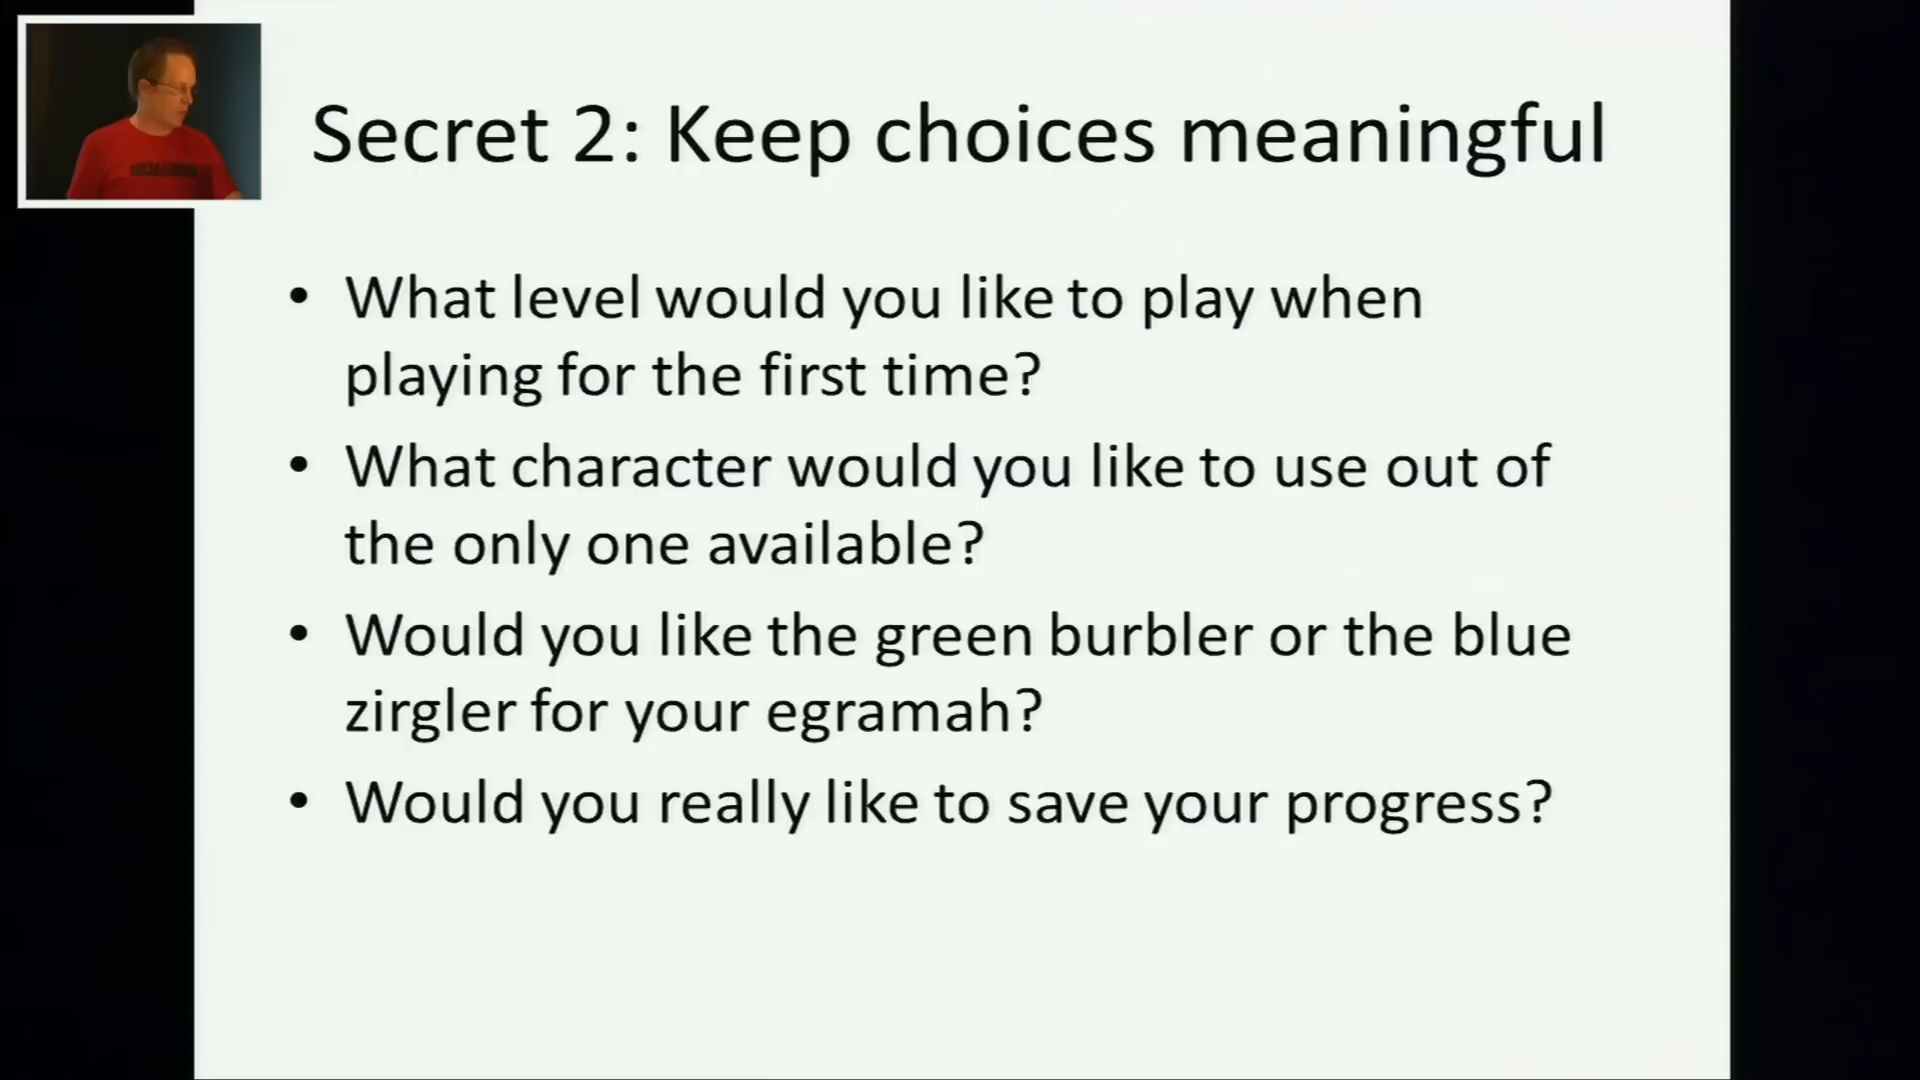 Secret 2: Keep choices meaningful
• What level would you like to play when
playing for the first time?
• What character would you like to use out of
the only one available?
• Would you like the green burbler or the blue
zirgler for your egramah?
• Would you really like to save your progress?